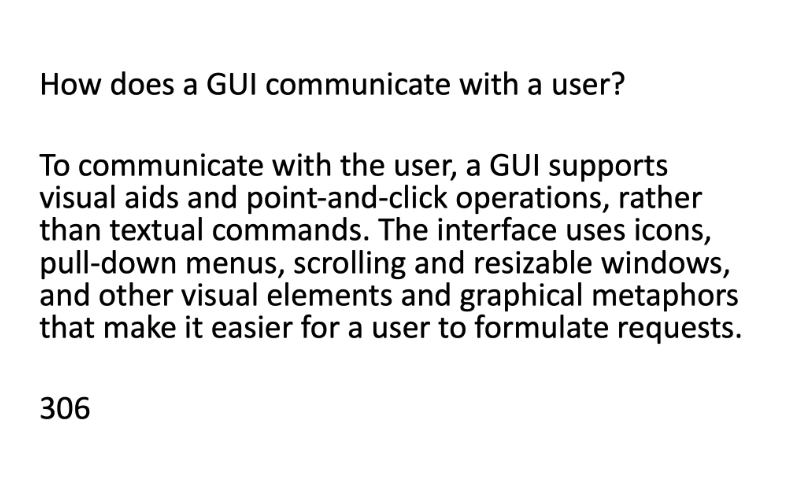 How does a GUI communicate with a user?
To communicate with the user, a GUI supports
visual aids and point-and-click operations, rather
than textual commands. The interface uses icons,
pull-down menus, scrolling and resizable windows,
and other visual elements and graphical metaphors
that make it easier for a user to formulate requests.
306